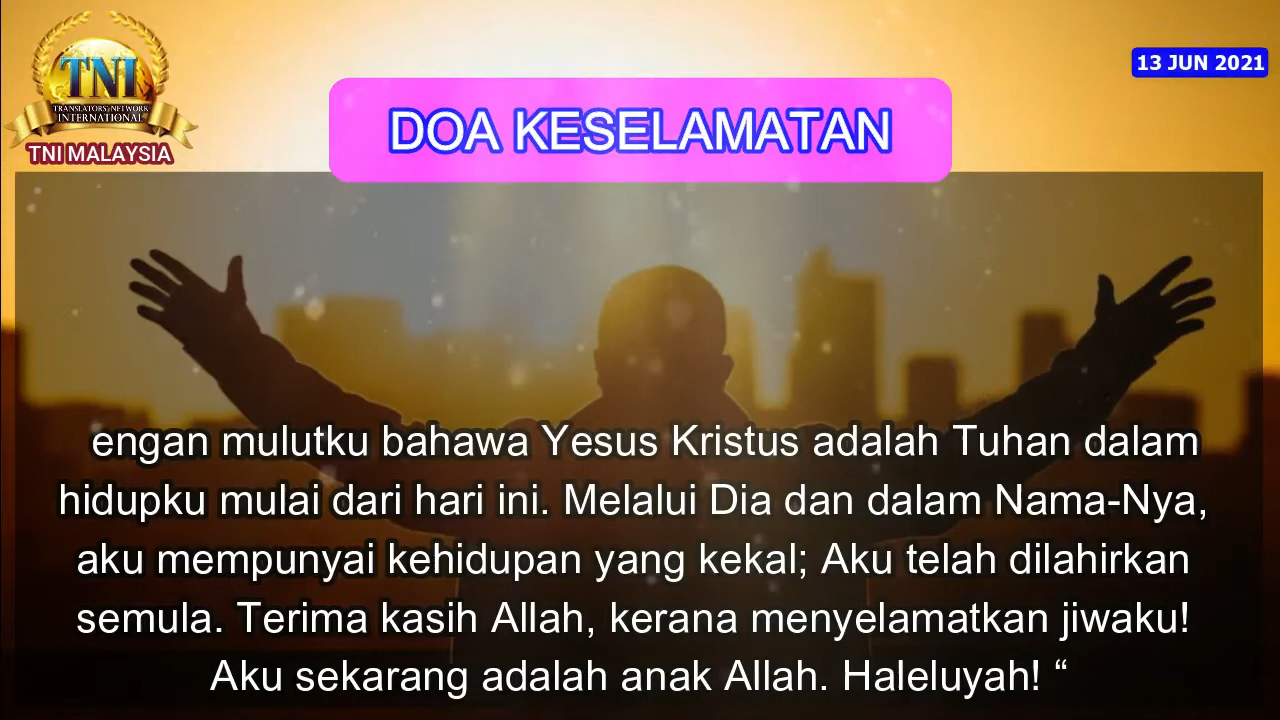 TNI
TRANSLATORS' NETWORK
INTERNATIONAL
TNI MALAYSIA
13 JUN 2021
DOA KESELAMATAN
engan mulutku bahawa Yesus Kristus adalah Tuhan dalam
hidupku mulai dari hari ini. Melalui Dia dan dalam Nama-Nya,
aku mempunyai kehidupan yang kekal; Aku telah dilahirkan
semula. Terima kasih Allah, kerana menyelamatkan jiwaku!
Aku sekarang adalah anak Allah. Haleluyah! “